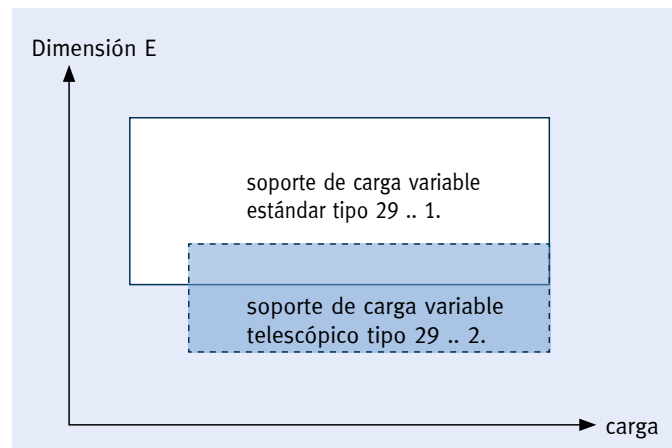 Dimensión E
soporte de carga variable
estándar tipo 29 .. 1.
soporte de carga variable
telescópico tipo 29 .. 2.
carga